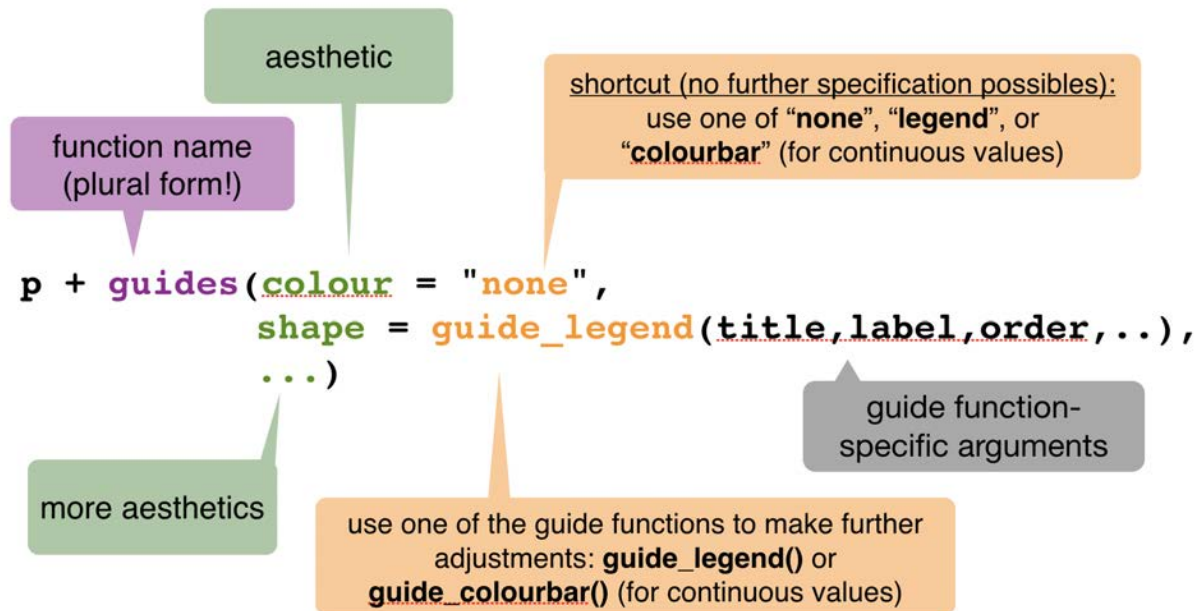 aesthetic
shortcut (no further specification possibles):
use one of “none”, “legend”, or
“colourbar” (for continuous values)
function name
(plural form!)
p + guides(colour = "none",
shape = guide_legend(title,label,order,..),
...)
guide function-
specific arguments
more aesthetics
use one of the guide functions to make further
adjustments: guide_legend() or
guide_colourbar() (for continuous values)